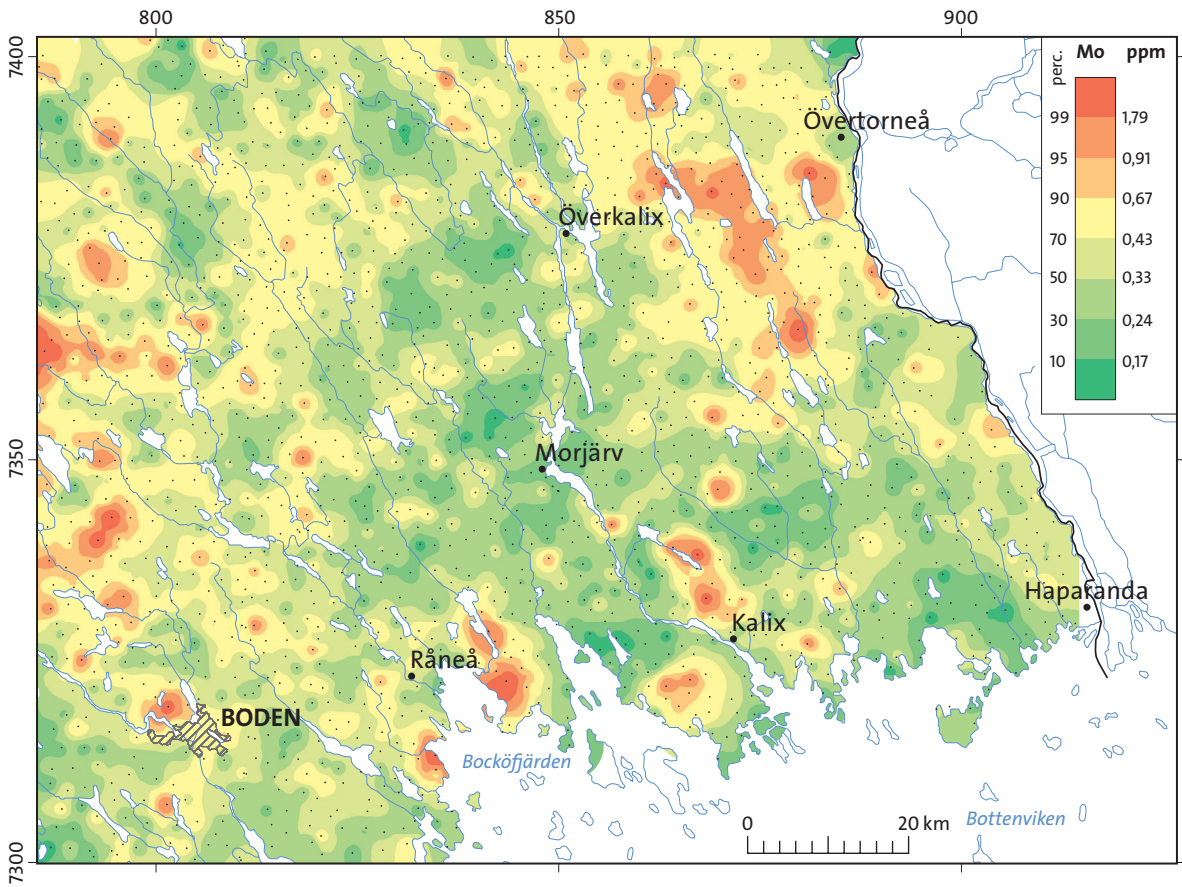 800 850 900
7400
7350
7300
perc. Mo ppm
99 1,79
95 0,91
90 0,67
70 0,43
50 0,33
30 0,24
10 0,17
Övertorneå
Överkalix
Morjärv
Haparanda
Kalix
Råneå
BODEN
Bocköfjärden
Bottenviken
0 20 km